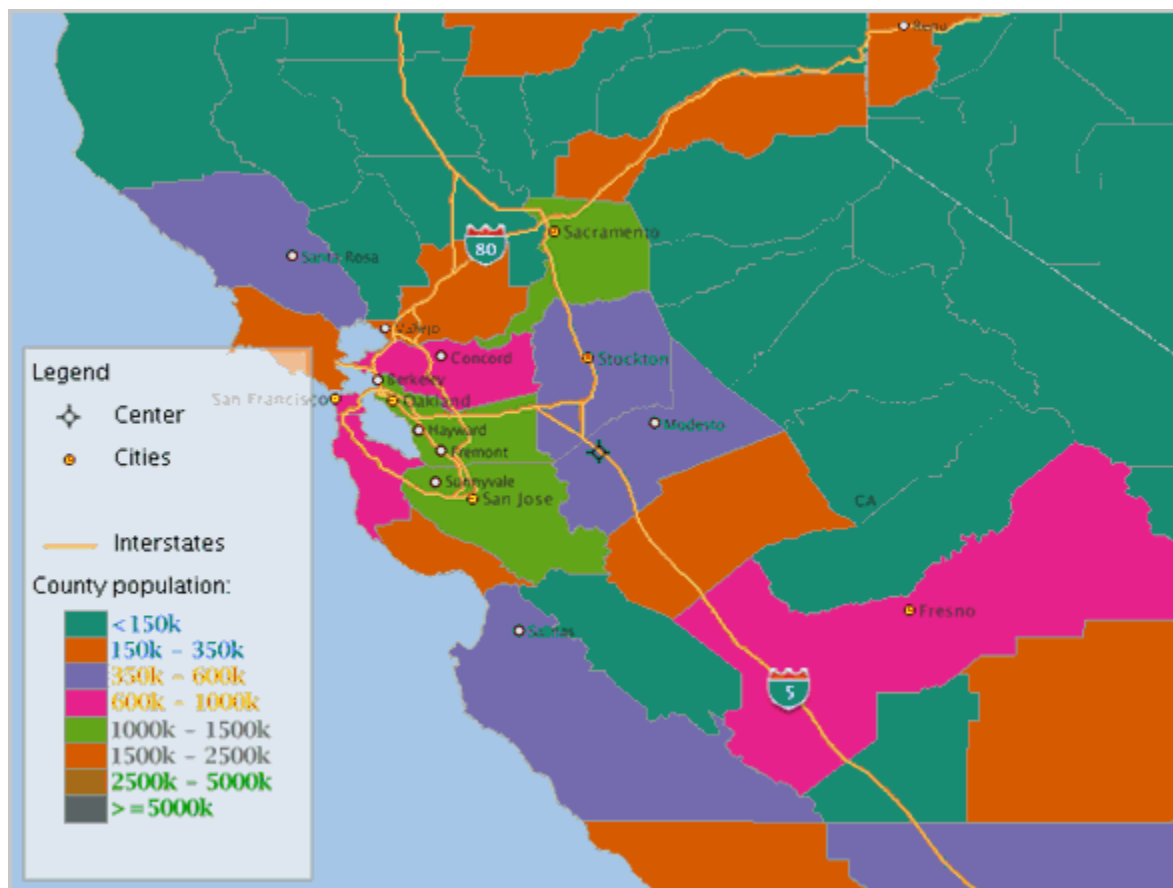 Reno
Sacramento
80
Santa Rosa
Vallejo
Concord
Stockton
Berkeley
San Francisco
Oakland
Hayward
Modesto
Fremont
Sunnyvale
San Jose
CA
Fresno
Salinas
5
Legend
Center
Cities
Interstates
County population:
<150k
150k - 350k
350k - 600k
600k - 1000k
1000k - 1500k
1500k - 2500k
2500k - 5000k
>=5000k